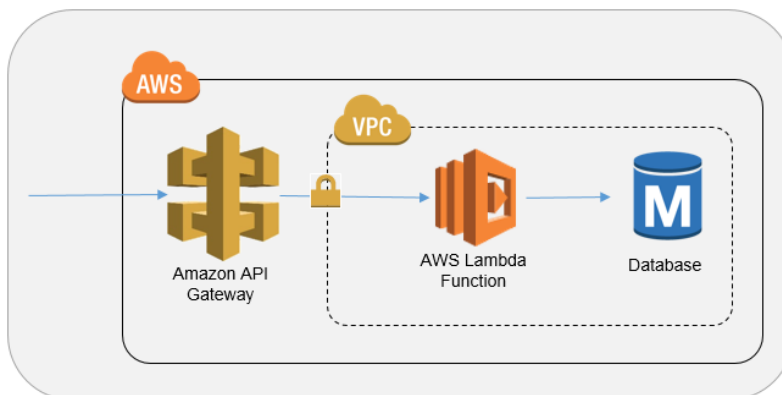 AWS
VPC
M
Amazon API
Gateway
AWS Lambda
Function
Database